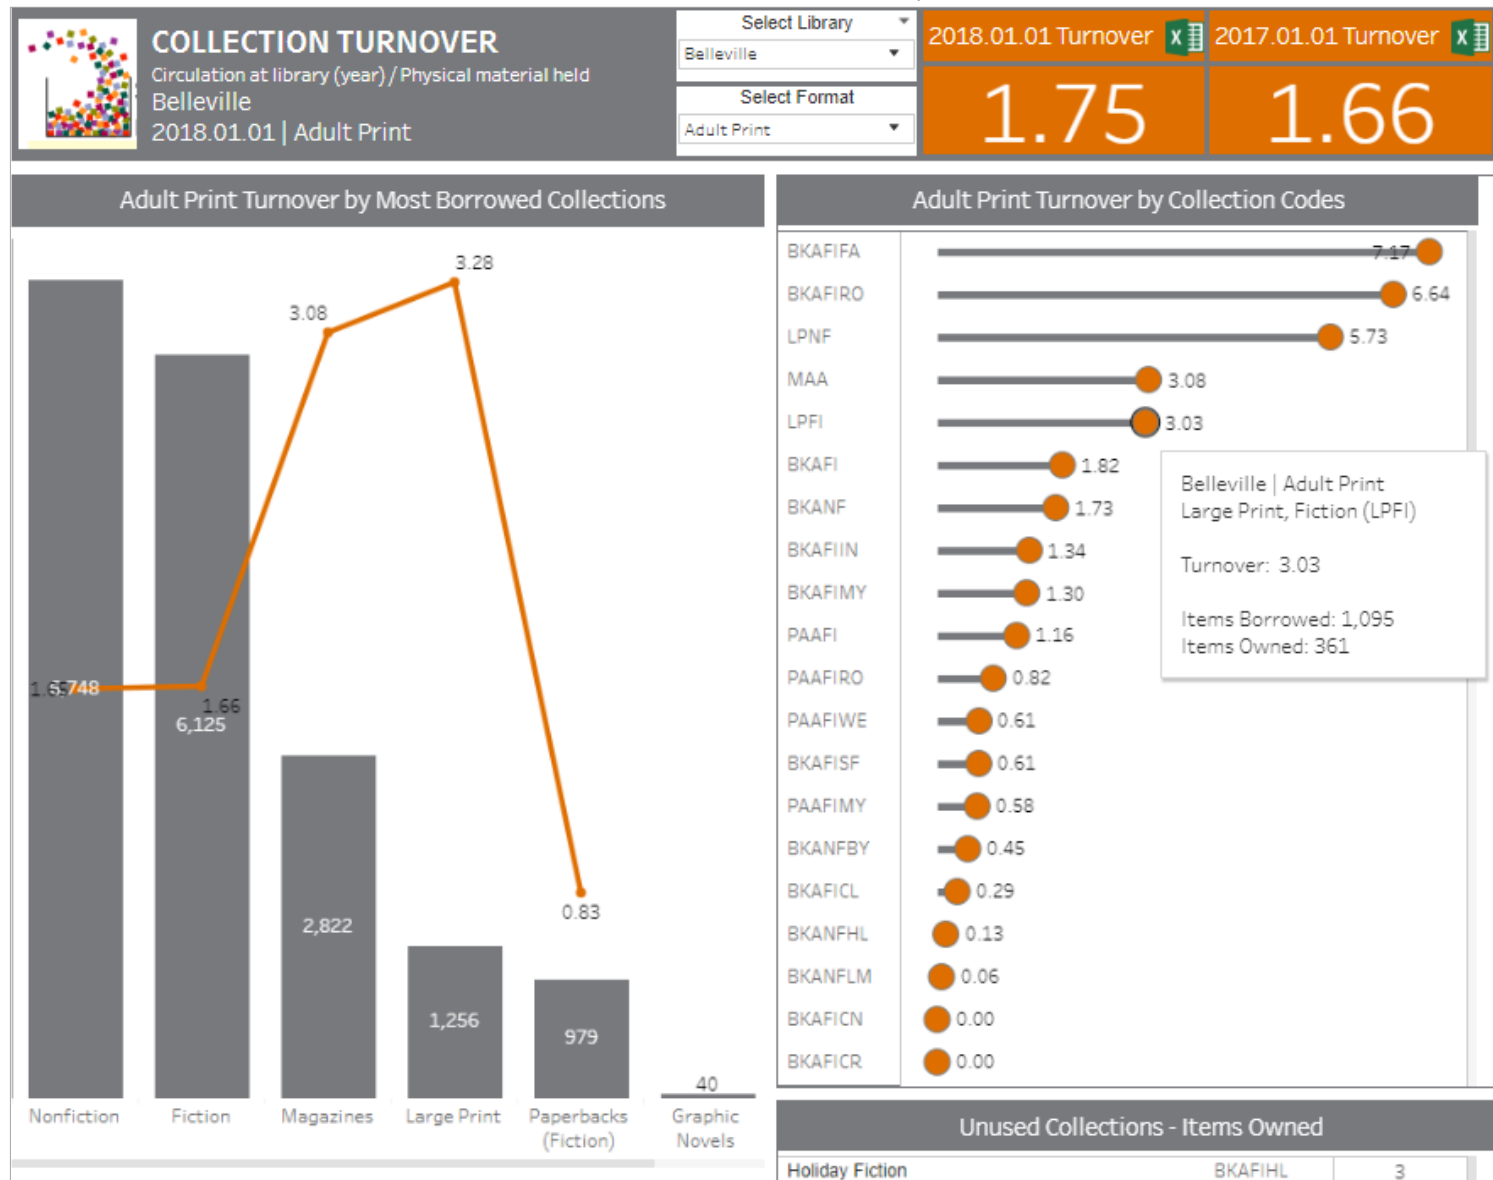 COLLECTION TURNOVER
Circulation at library (year) / Physical material held
Belleville
2018.01.01 | Adult Print
Select Library
Belleville
Select Format
Adult Print
2018.01.01 Turnover
1.75
2017.01.01 Turnover
1.66
Adult Print Turnover by Most Borrowed Collections
3.28
3.08
1.66
6,125
0.83
2,822
1,256
979
40
Nonfiction
Fiction
Magazines
Large Print
Paperbacks
(Fiction)
Graphic
Novels
Adult Print Turnover by Collection Codes
BKAFIFA 7.17
BKAFIRO 6.64
LPNF 5.73
MAA 3.08
LPFI 3.03
BKAFI 1.82
BKANF 1.73
BKAFIIN 1.34
BKAFIMY 1.30
PAAFI 1.16
PAAFIRO 0.82
PAAFIWE 0.61
BKAFISF 0.61
PAAFIMY 0.58
BKANFBY 0.45
BKAFICL 0.29
BKANFHL 0.13
BKANFLM 0.06
BKAFICN 0.00
BKAFICR 0.00
Belleville | Adult Print
Large Print, Fiction (LPFI)
Turnover: 3.03
Items Borrowed: 1,095
Items Owned: 361
Unused Collections - Items Owned
Holiday Fiction BKAFIHL 3